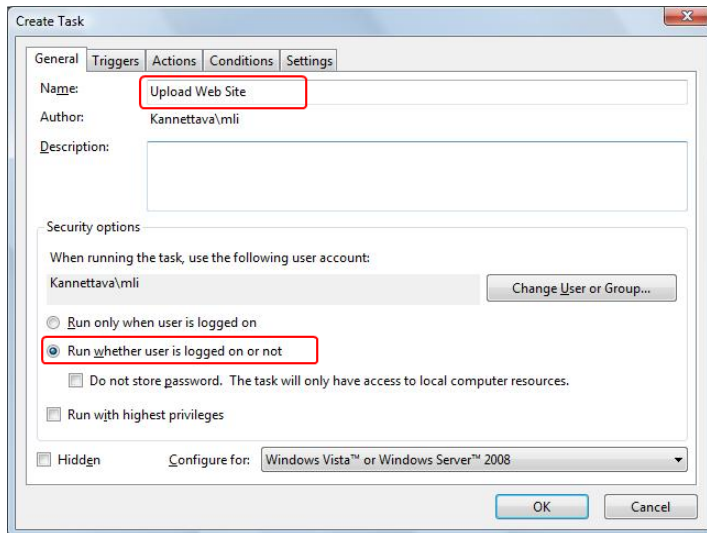 Create Task
General Triggers Actions Conditions Settings
Name: Upload Web Site
Author: Kannettava\mli
Description:
Security options
When running the task, use the following user account:
Kannettava\mli Change User or Group...
Run only when user is logged on
Run whether user is logged on or not
Do not store password. The task will only have access to local computer resources.
Run with highest privileges
Hidden Configure for: Windows Vista™ or Windows Server™ 2008
OK Cancel